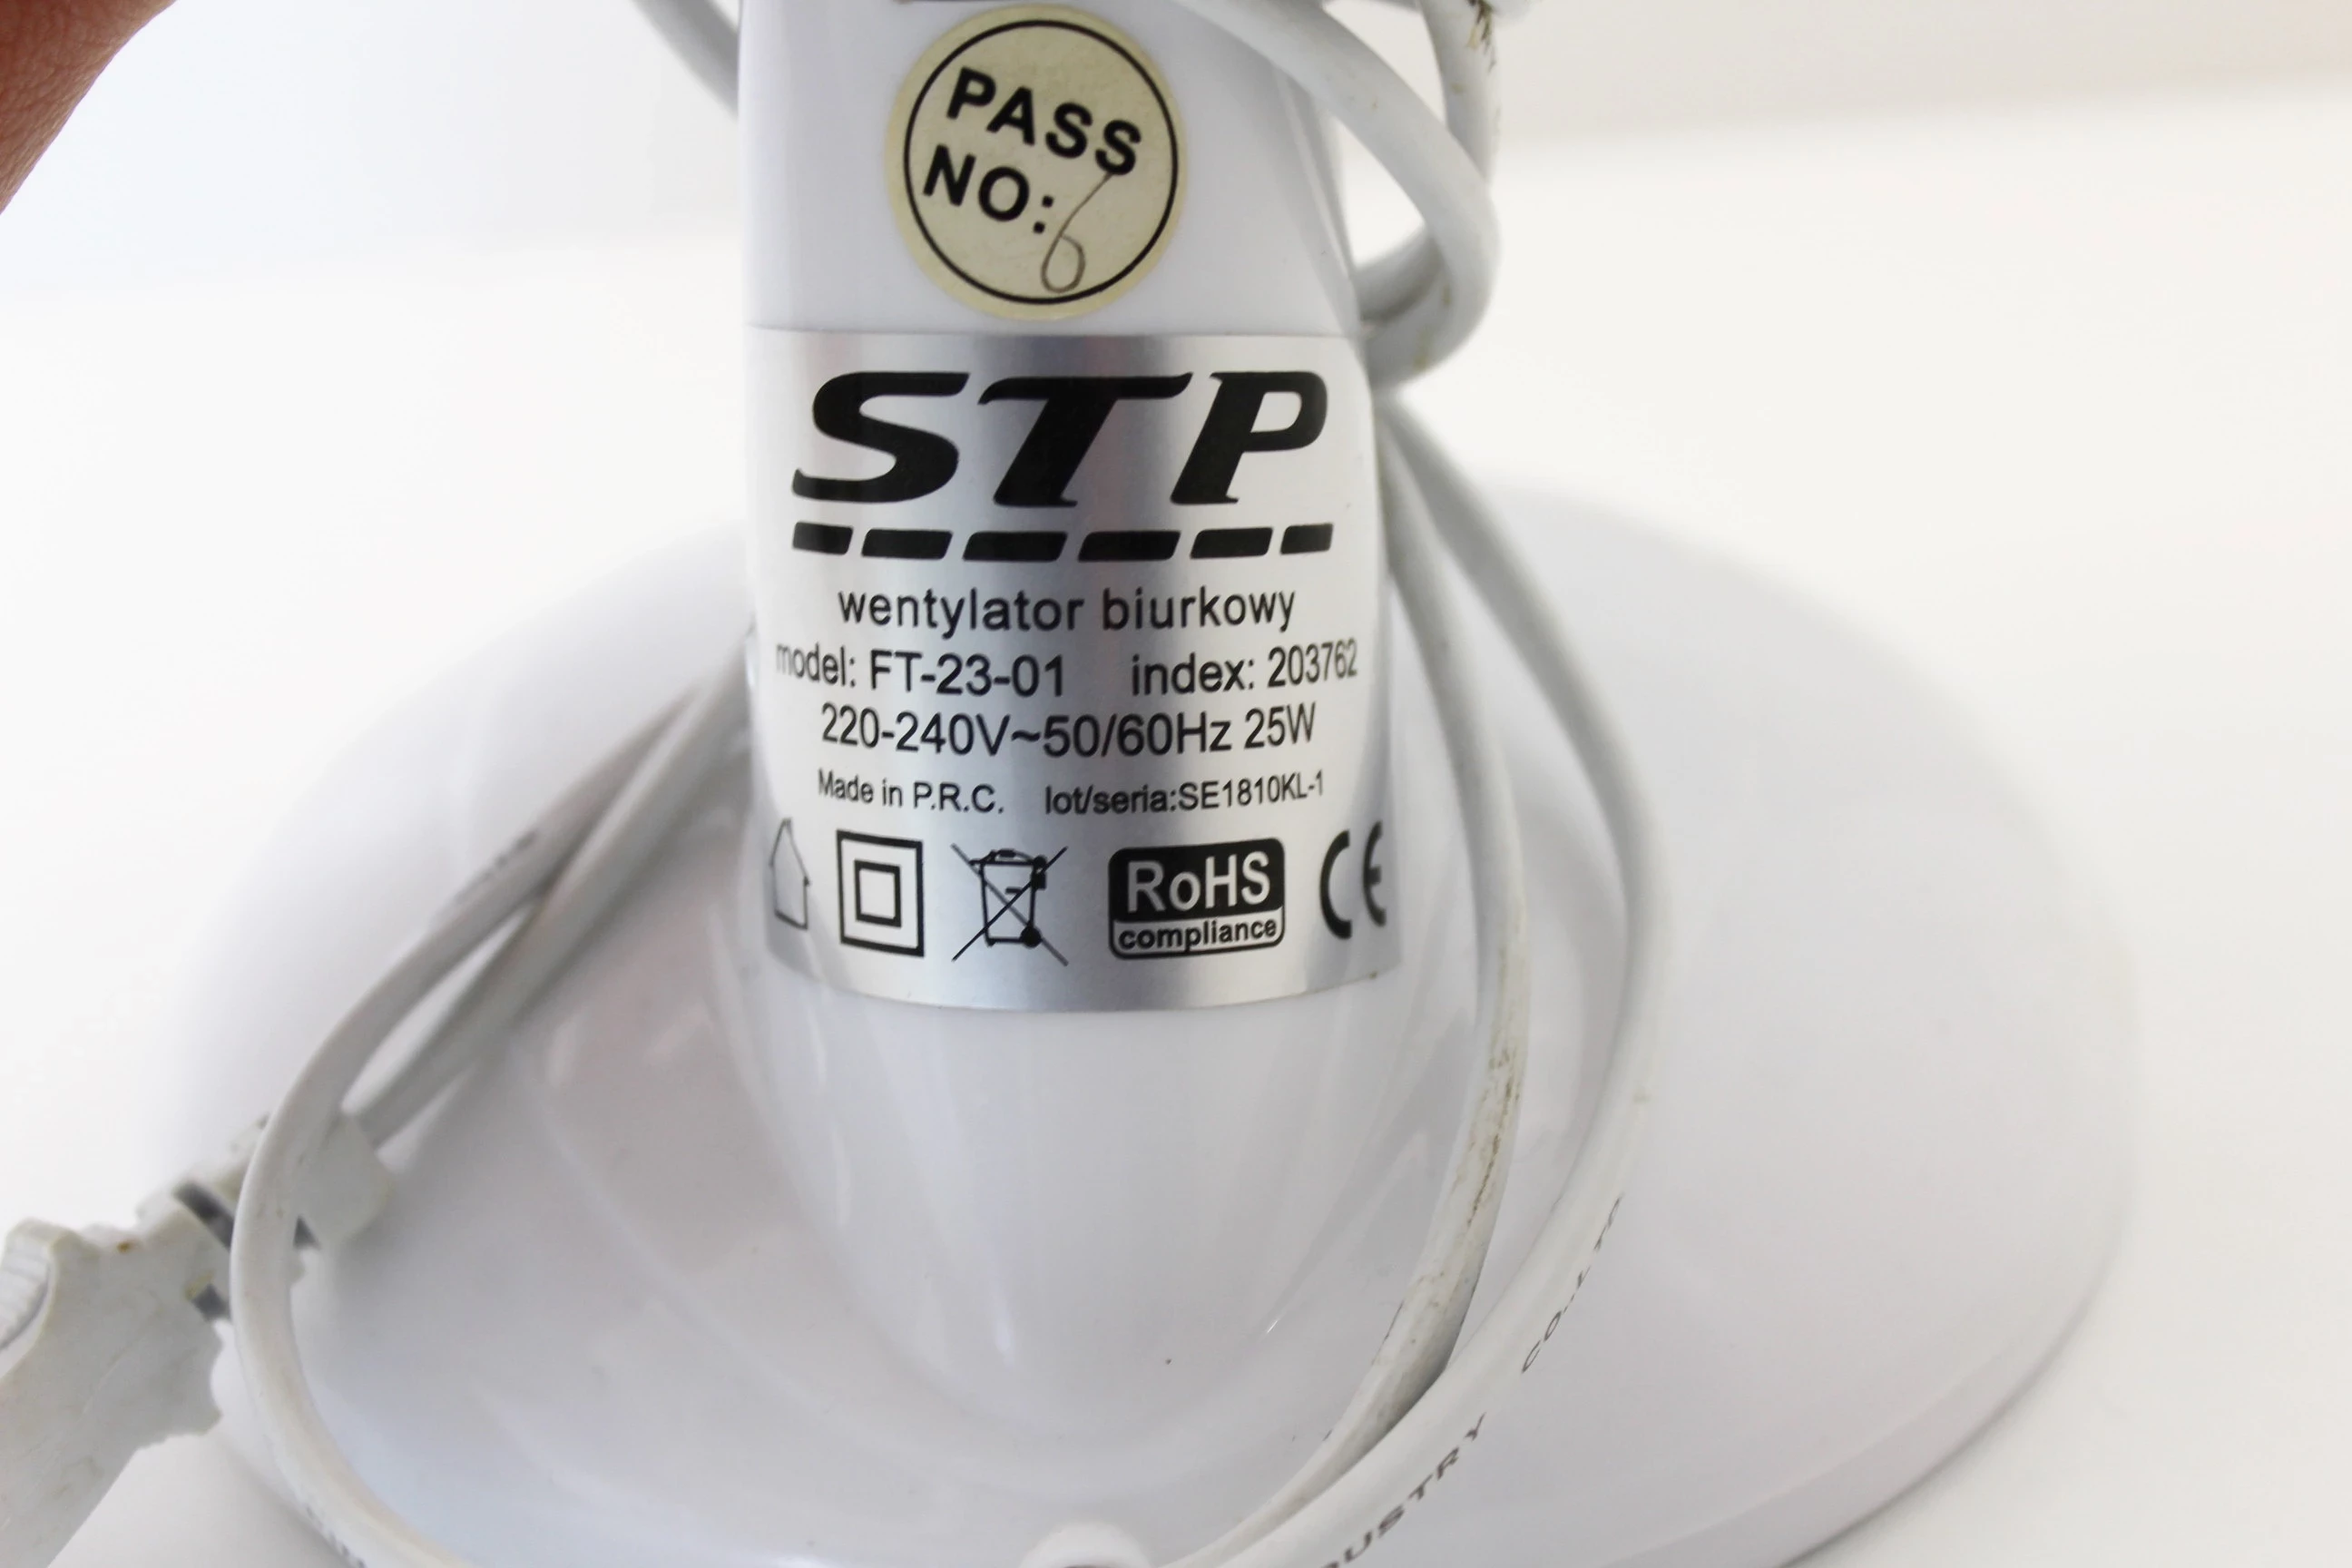 PASS
NO: 6
STP
wentylator biurkowy
model: FT-23-01 index: 203762
220-240V~50/60Hz 25W
Made in P.R.C. lot/seria:SE1810KL-1
RoHS
compliance
CE